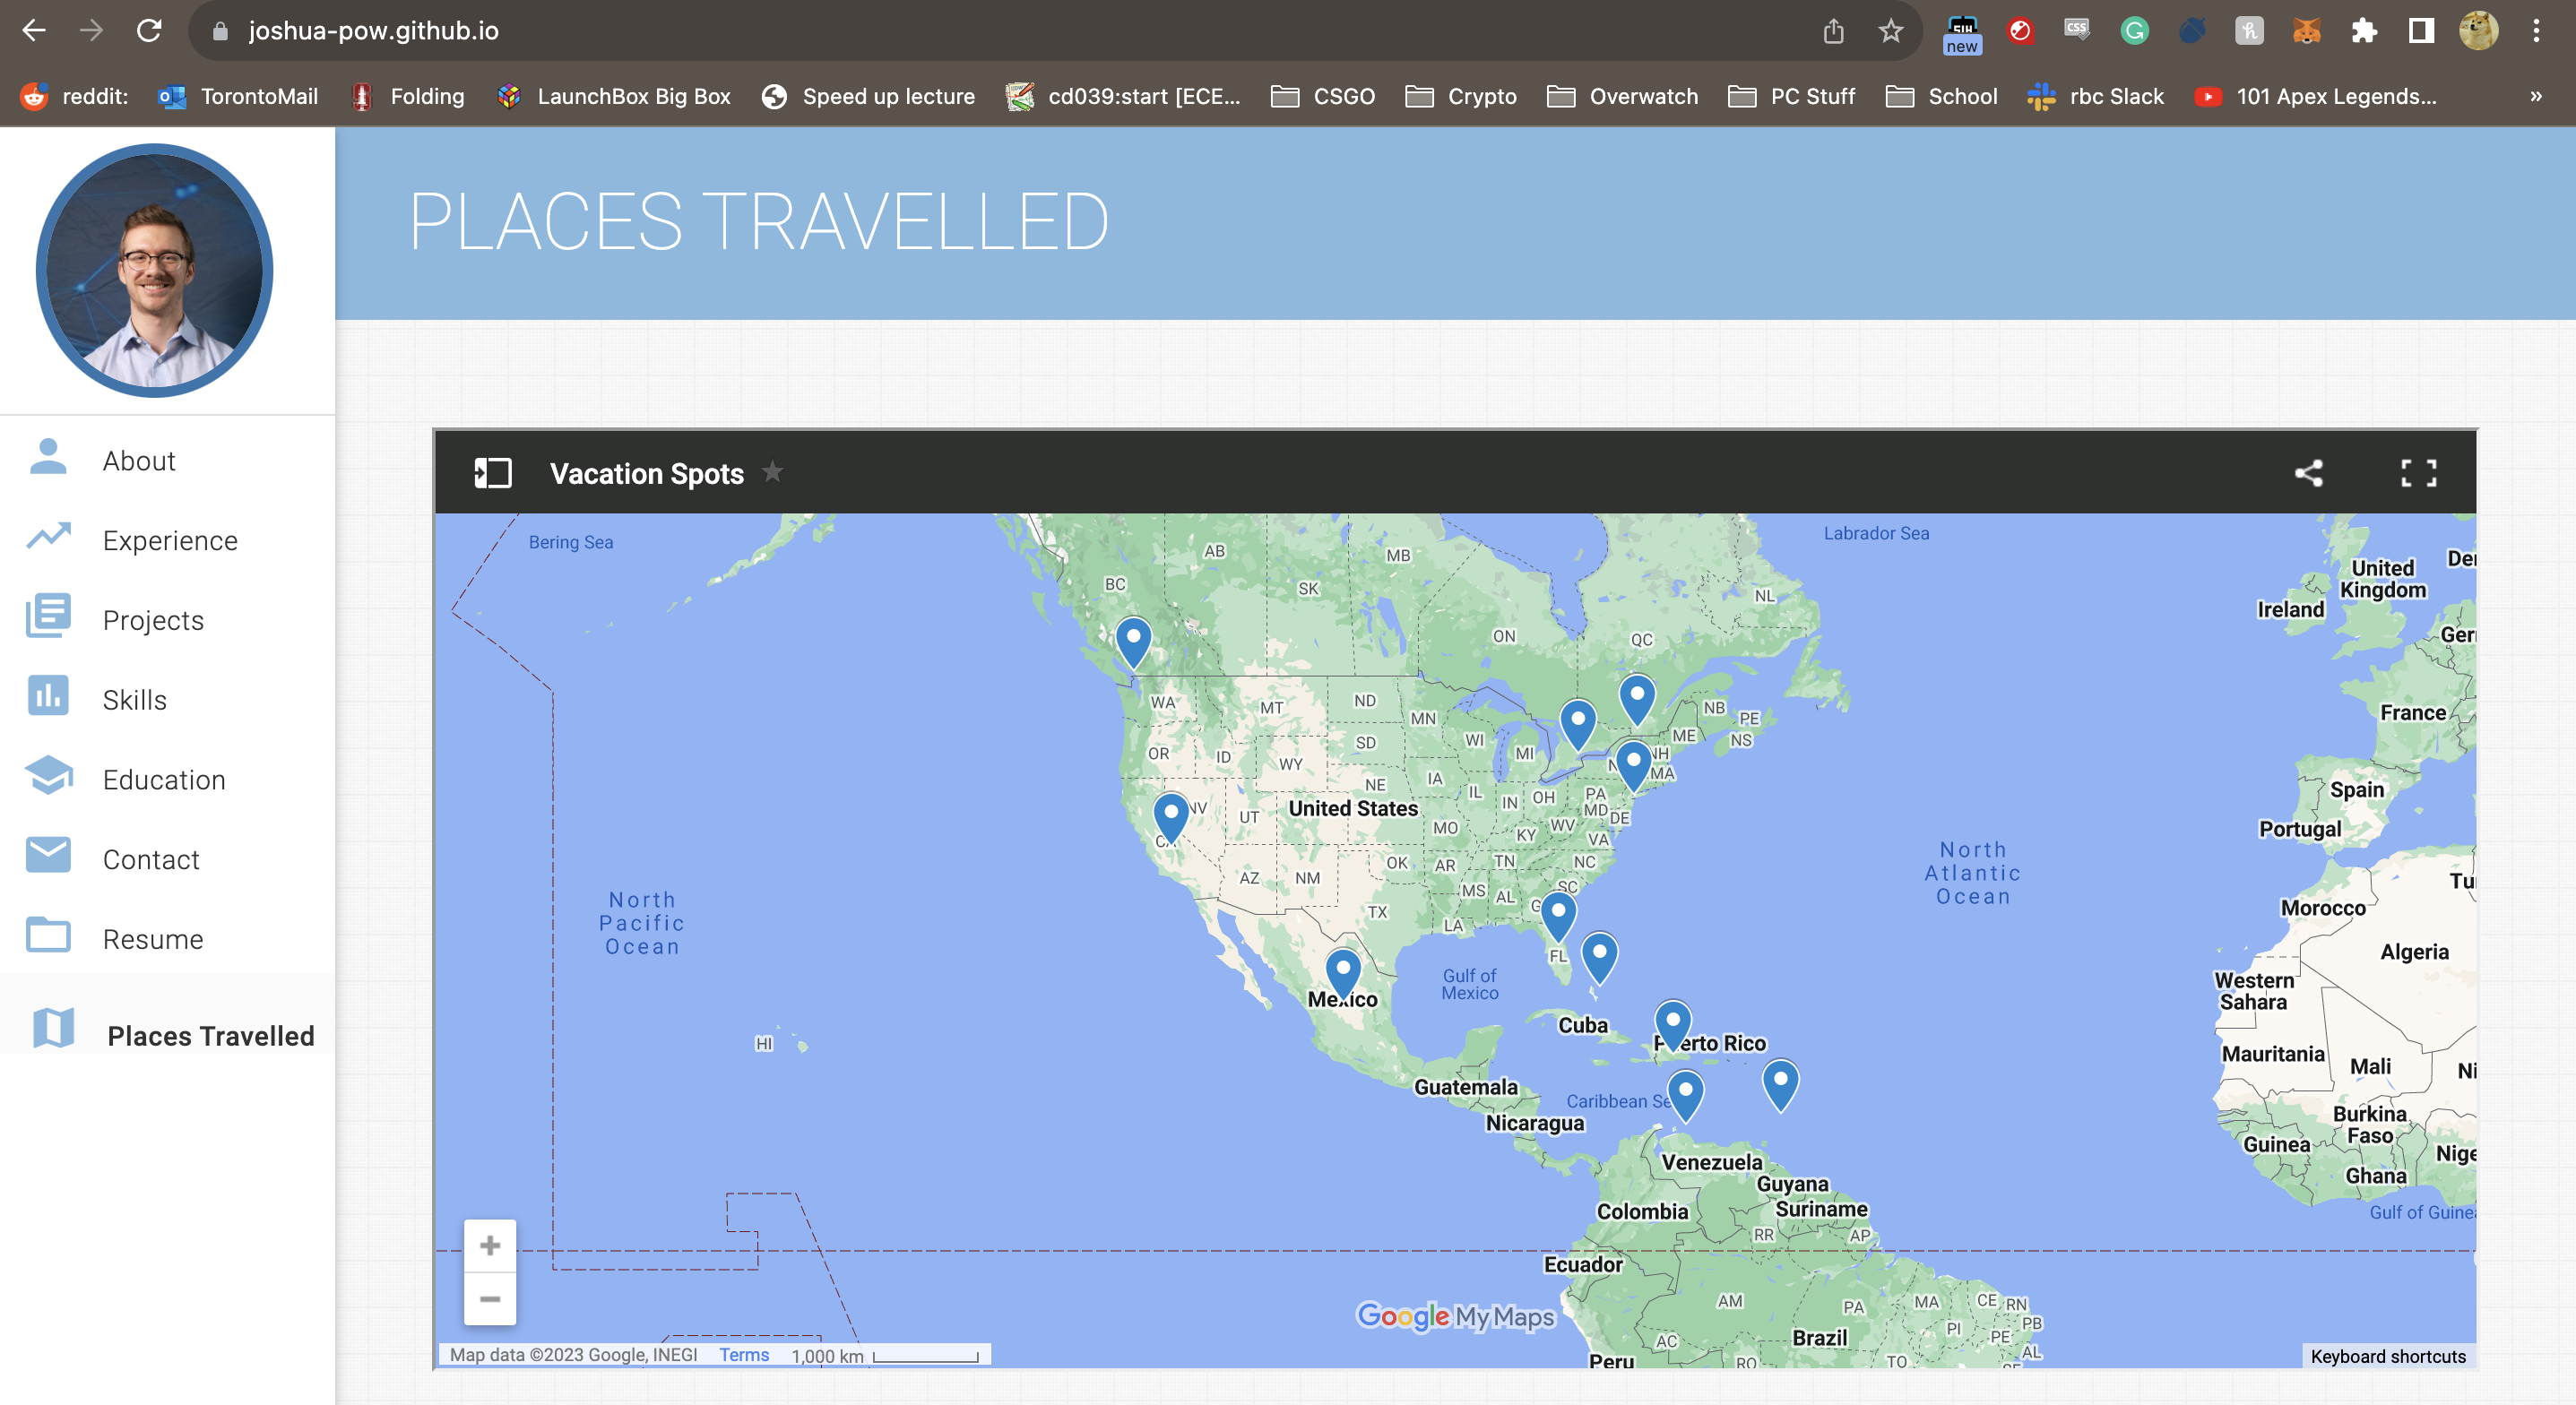 joshua-pow.github.io
new
CSS
reddit:
TorontoMail
Folding
LaunchBox Big Box
Speed up lecture
cd039:start [ECE...
CSGO
Crypto
Overwatch
PC Stuff
School
rbc Slack
101 Apex Legends...
»
PLACES TRAVELLED
About
Experience
Projects
Skills
Education
Contact
Resume
Places Travelled
Vacation Spots
Bering Sea
Labrador Sea
AB
MB
BC
SK
NL
ON
QC
United
Kingdom
Ireland
France
Spain
Portugal
WA
MT
ND
MN
NB
PE
NS
ME
OR
ID
SD
WI
MI
NH
MA
WY
NE
IA
NV
UT
United States
IL
IN
OH
PA
MD
DE
MO
KY
WV
VA
AZ
NM
OK
AR
TN
NC
MS
AL
SC
TX
LA
FL
North
Pacific
Ocean
North
Atlantic
Ocean
Morocco
Algeria
Western
Sahara
Mauritania
Mali
Gulf of
Mexico
Mexico
Cuba
Puerto Rico
HI
Guatemala
Caribbean Se
Nicaragua
Burkina
Faso
Guinea
Ghana
Venezuela
Guyana
Suriname
Colombia
Gulf of Guinea
RR
AP
Ecuador
AM
PA
MA
CE
RN
PB
PI
PE
AL
AC
Brazil
Peru
RO
TO
Google My Maps
Map data ©2023 Google, INEGI
Terms
1,000 km
Keyboard shortcuts